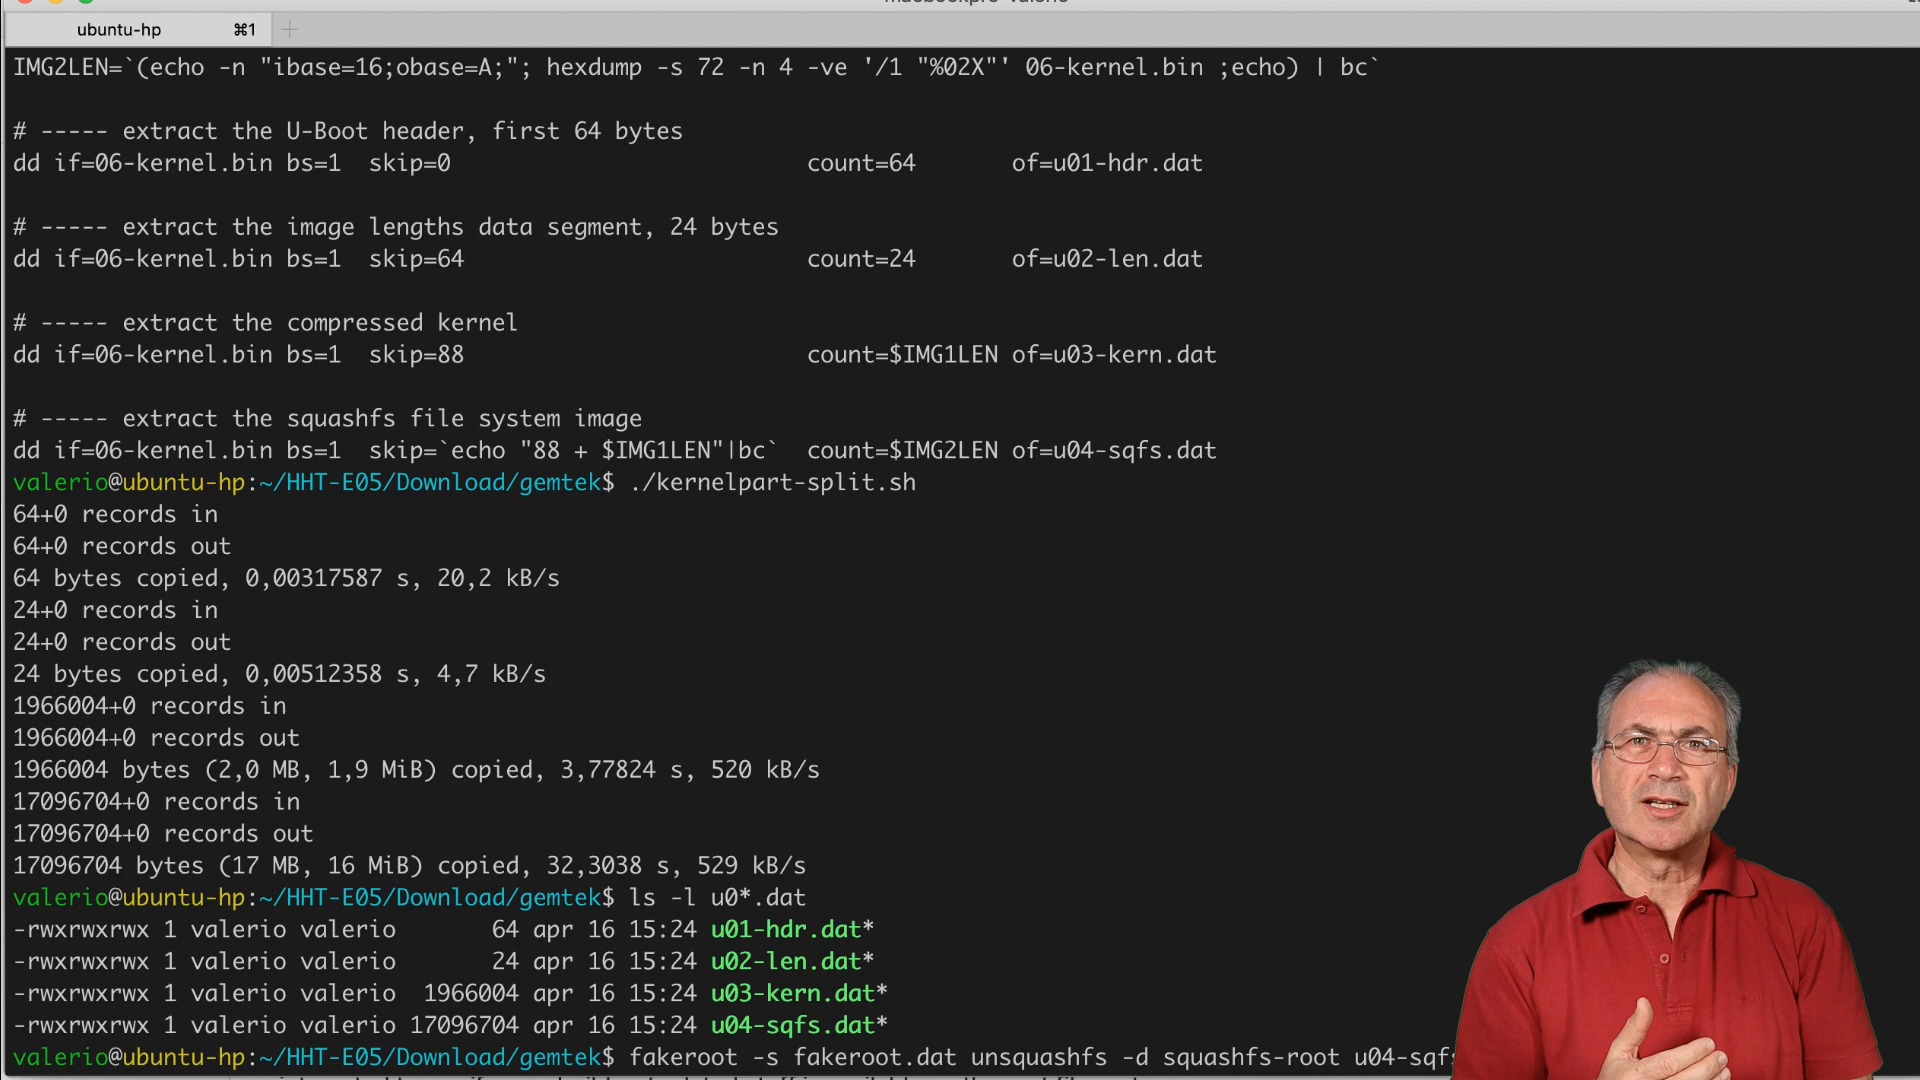 ubuntu-hp ⌘1
IMG2LEN=`(echo -n "ibase=16;obase=A;"; hexdump -s 72 -n 4 -ve '/1 "%02X"' 06-kernel.bin ;echo) | bc`
# ----- extract the U-Boot header, first 64 bytes
dd if=06-kernel.bin bs=1  skip=0                          count=64       of=u01-hdr.dat
# ----- extract the image lengths data segment, 24 bytes
dd if=06-kernel.bin bs=1  skip=64                         count=24       of=u02-len.dat
# ----- extract the compressed kernel
dd if=06-kernel.bin bs=1  skip=88                         count=$IMG1LEN of=u03-kern.dat
# ----- extract the squashfs file system image
dd if=06-kernel.bin bs=1  skip=`echo "88 + $IMG1LEN"|bc`  count=$IMG2LEN of=u04-sqfs.dat
valerio@ubuntu-hp:~/HHT-E05/Download/gemtek$ ./kernelpart-split.sh
64+0 records in
64+0 records out
64 bytes copied, 0,00317587 s, 20,2 kB/s
24+0 records in
24+0 records out
24 bytes copied, 0,00512358 s, 4,7 kB/s
1966004+0 records in
1966004+0 records out
1966004 bytes (2,0 MB, 1,9 MiB) copied, 3,77824 s, 520 kB/s
17096704+0 records in
17096704+0 records out
17096704 bytes (17 MB, 16 MiB) copied, 32,3038 s, 529 kB/s
valerio@ubuntu-hp:~/HHT-E05/Download/gemtek$ ls -l u0*.dat
-rwxrwxrwx 1 valerio valerio       64 apr 16 15:24 u01-hdr.dat*
-rwxrwxrwx 1 valerio valerio       24 apr 16 15:24 u02-len.dat*
-rwxrwxrwx 1 valerio valerio  1966004 apr 16 15:24 u03-kern.dat*
-rwxrwxrwx 1 valerio valerio 17096704 apr 16 15:24 u04-sqfs.dat*
valerio@ubuntu-hp:~/HHT-E05/Download/gemtek$ fakeroot -s fakeroot.dat unsquashfs -d squashfs-root u04-sqfs